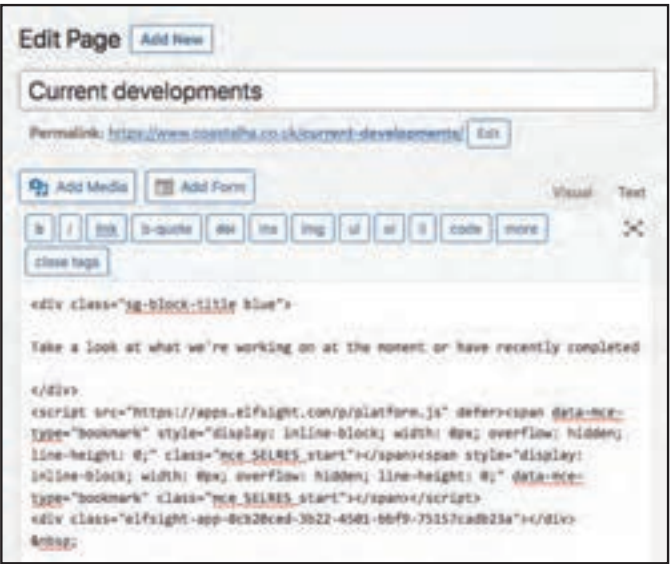 Edit Page Add New
Current developments
Permalink: https://www.coastalha.co.uk/current-developments/ Edit
Add Media Add Form Visual Text
b i link b-quote del ins img ul ol li code more
close tags
<div class="sg-block-title blue">
Take a look at what we're working on at the moment or have recently completed
</div>
<script src="https://apps.elfsight.com/p/platform.js" defer><span data-mce-
type="bookmark" style="display: inline-block; width: 0px; overflow: hidden;
line-height: 0;" class="mce_SELRES_start"></span><span style="display:
inline-block; width: 0px; overflow: hidden; line-height: 0;" data-mce-
type="bookmark" class="mce_SELRES_start"></span></script>
<div class="elfsight-app-8cb20ced-3b22-4501-bbf9-75157cadb23a"></div>
&nbsp;